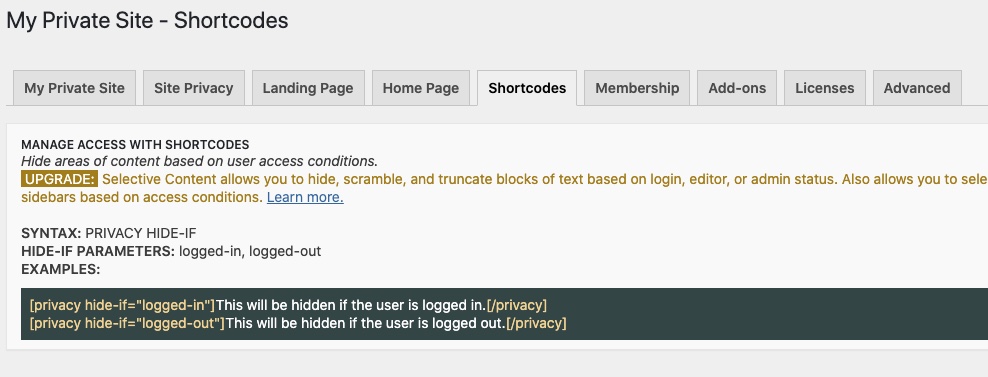 My Private Site - Shortcodes
My Private Site Site Privacy Landing Page Home Page Shortcodes Membership Add-ons Licenses Advanced
MANAGE ACCESS WITH SHORTCODES
Hide areas of content based on user access conditions.
UPGRADE: Selective Content allows you to hide, scramble, and truncate blocks of text based on login, editor, or admin status. Also allows you to sele
sidebars based on access conditions. Learn more.
SYNTAX: PRIVACY HIDE-IF
HIDE-IF PARAMETERS: logged-in, logged-out
EXAMPLES:
[privacy hide-if="logged-in"]This will be hidden if the user is logged in.[/privacy]
[privacy hide-if="logged-out"]This will be hidden if the user is logged out.[/privacy]